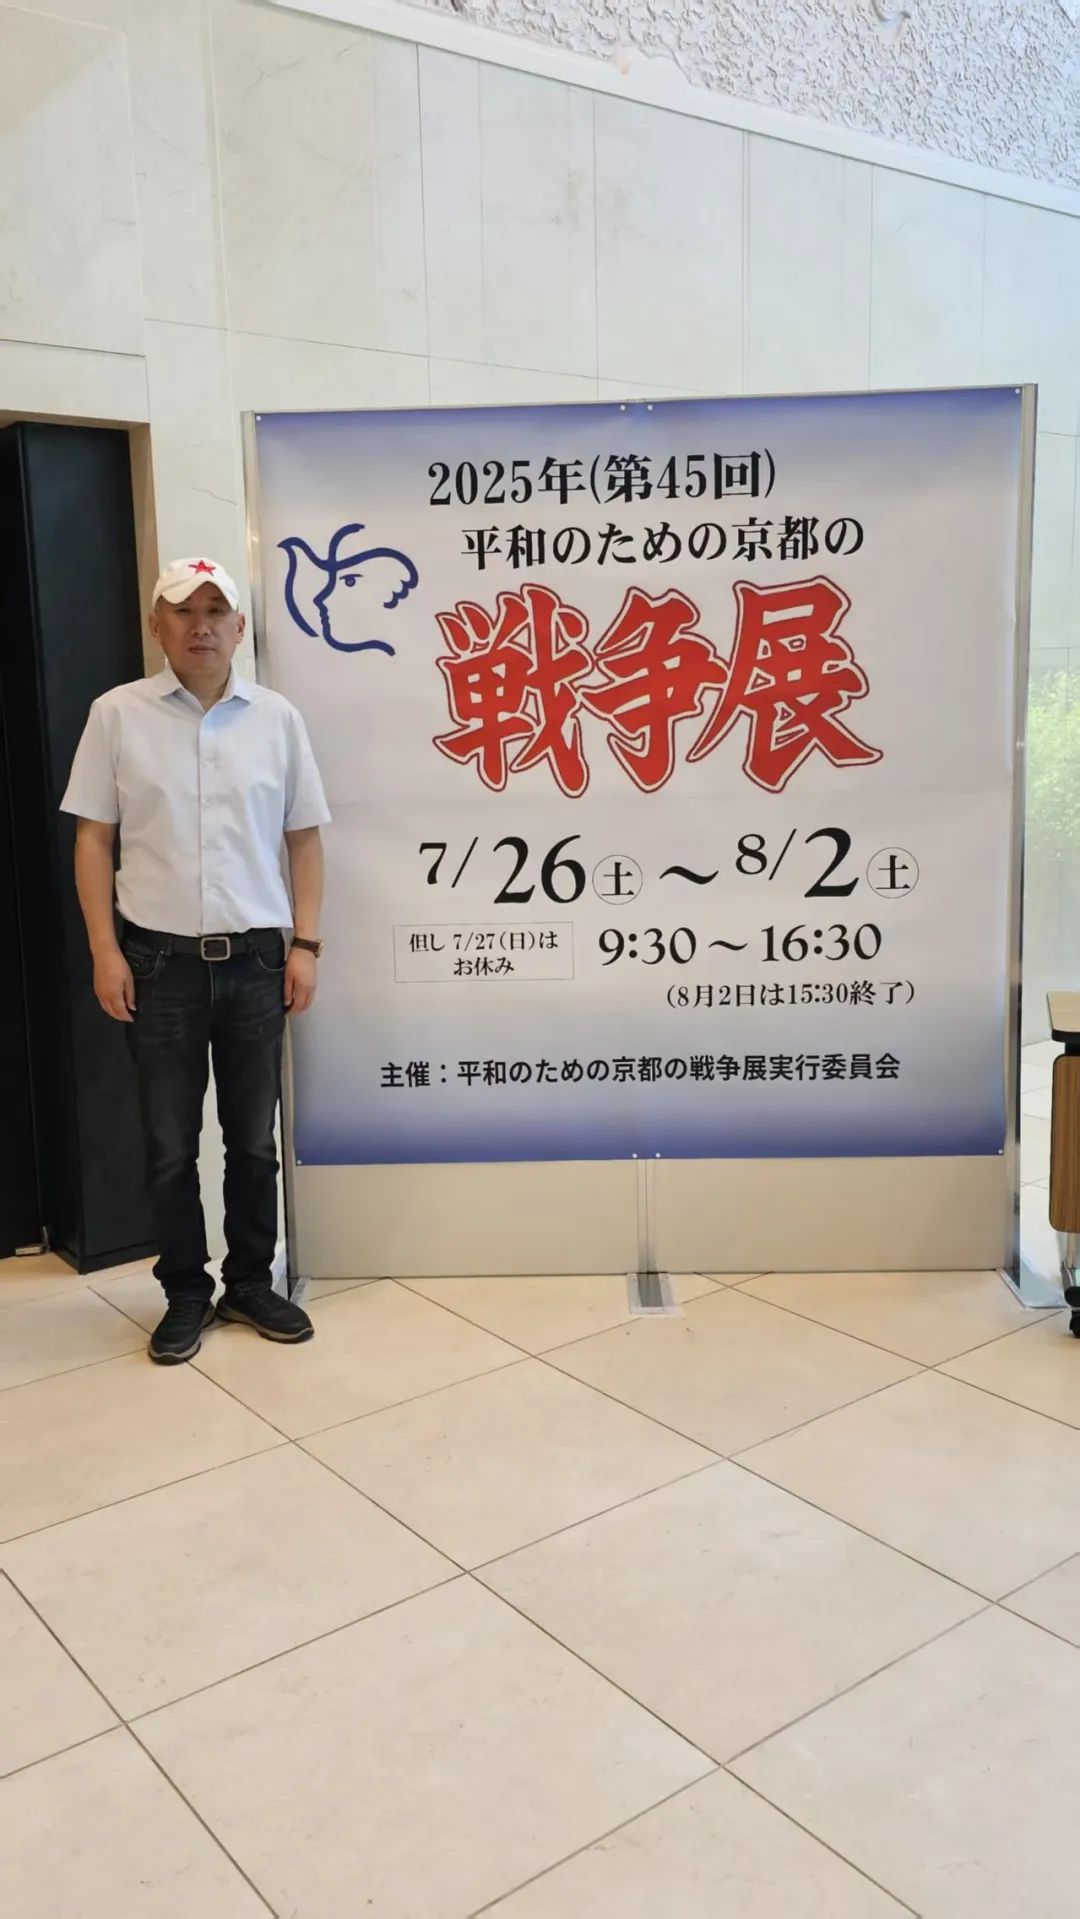 2025年(第45回)
平和のための京都の
戦争展
7/26㊏～8/2㊏
但し 7/27(日)は
お休み
9:30～16:30
(8月2日は15:30終了)
主催：平和のための京都の戦争展実行委員会